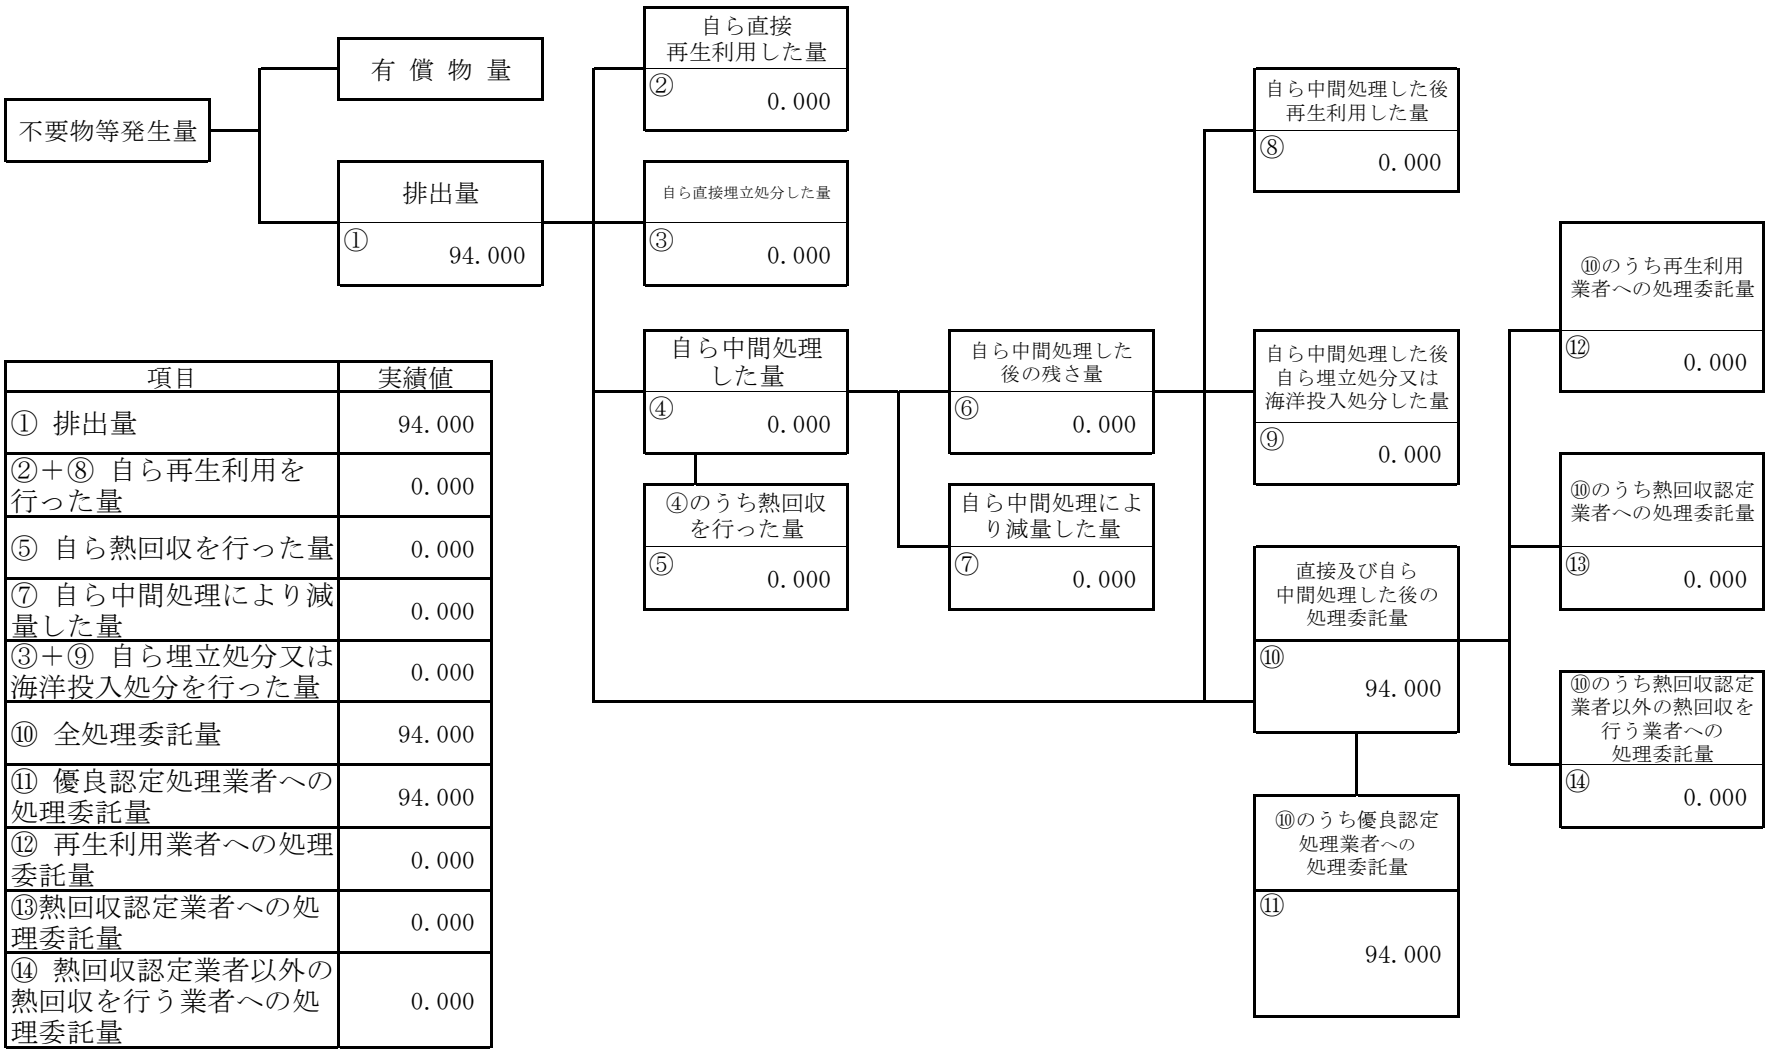 自ら直接
再生利用した量
②
0.000
有 償 物 量
不要物等発生量
排出量
①
94.000
自ら直接埋立処分した量
③
0.000
自ら中間処理した後
再生利用した量
⑧
0.000
⑩のうち再生利用
業者への処理委託量
⑫
0.000
自ら中間処理
した量
④
0.000
自ら中間処理した
後の残さ量
⑥
0.000
自ら中間処理した後
自ら埋立処分又は
海洋投入処分した量
⑨
0.000
④のうち熱回収
を行った量
⑤
0.000
自ら中間処理によ
り減量した量
⑦
0.000
⑩のうち熱回収認定
業者への処理委託量
⑬
0.000
直接及び自ら
中間処理した後の
処理委託量
⑩
94.000
⑩のうち熱回収認定
業者以外の熱回収を
行う業者への
処理委託量
⑭
0.000
⑩のうち優良認定
処理業者への
処理委託量
⑪
94.000
項目 実績値
① 排出量 94.000
②＋⑧ 自ら再生利用を
行った量 0.000
⑤ 自ら熱回収を行った量 0.000
⑦ 自ら中間処理により減
量した量 0.000
③＋⑨ 自ら埋立処分又は
海洋投入処分を行った量 0.000
⑩ 全処理委託量 94.000
⑪ 優良認定処理業者への
処理委託量 94.000
⑫ 再生利用業者への処理
委託量 0.000
⑬熱回収認定業者への処
理委託量 0.000
⑭ 熱回収認定業者以外の
熱回収を行う業者への処
理委託量 0.000